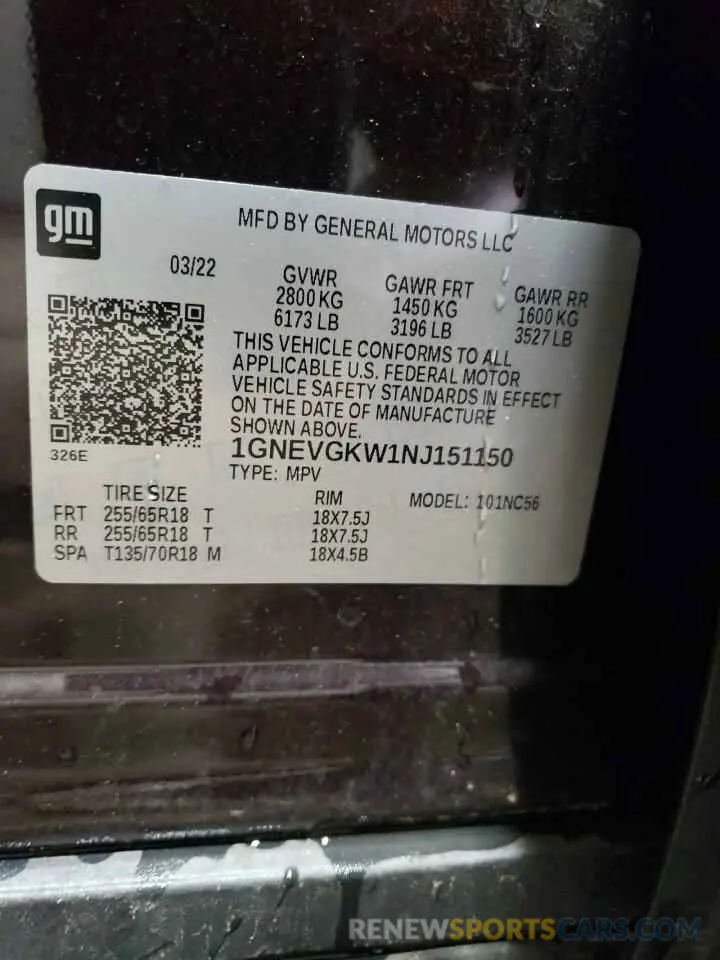 gm
MFD BY GENERAL MOTORS LLC
03/22
GVWR
2800 KG
6173 LB
GAWR FRT
1450 KG
3196 LB
GAWR RR
1600 KG
3527 LB
THIS VEHICLE CONFORMS TO ALL
APPLICABLE U.S. FEDERAL MOTOR
VEHICLE SAFETY STANDARDS IN EFFECT
ON THE DATE OF MANUFACTURE
SHOWN ABOVE.
326E
1GNEVGKW1NJ151150
TYPE: MPV
MODEL: 101NC56
TIRE SIZE RIM
FRT 255/65R18 T 18X7.5J
RR 255/65R18 T 18X7.5J
SPA T135/70R18 M 18X4.5B
RENEWSPORTSCARS.COM